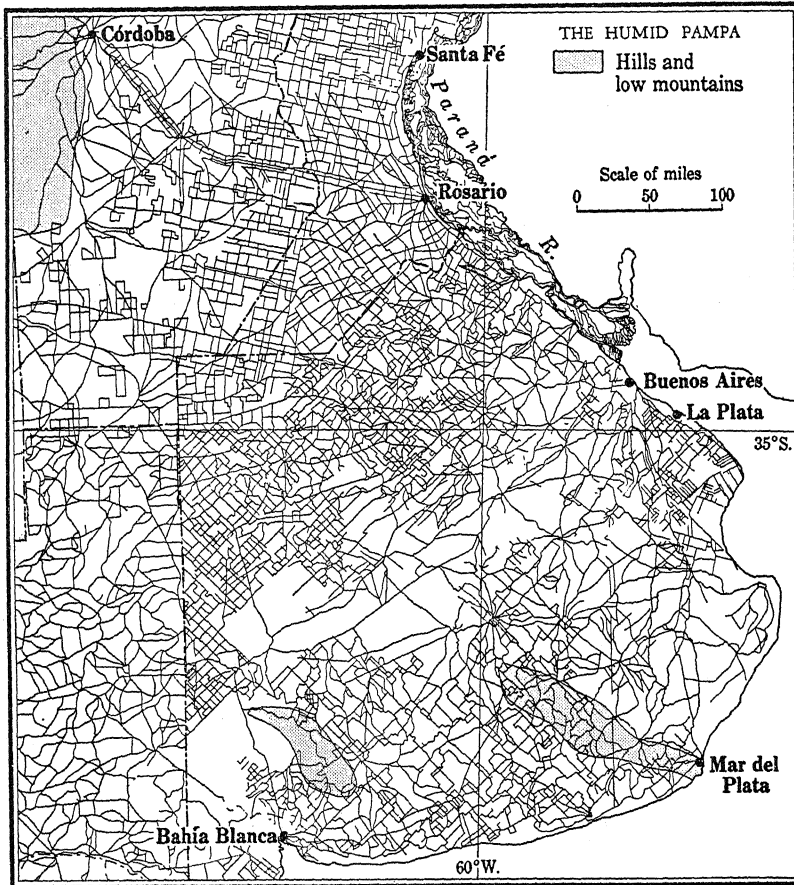 Córdoba
Santa Fé
THE HUMID PAMPA
Hills and
low mountains
Paraná
R.
Rosário
Scale of miles
0 50 100
Buenos Aires
La Plata
35°S.
Mar del
Plata
Bahía Blanca
60°W.